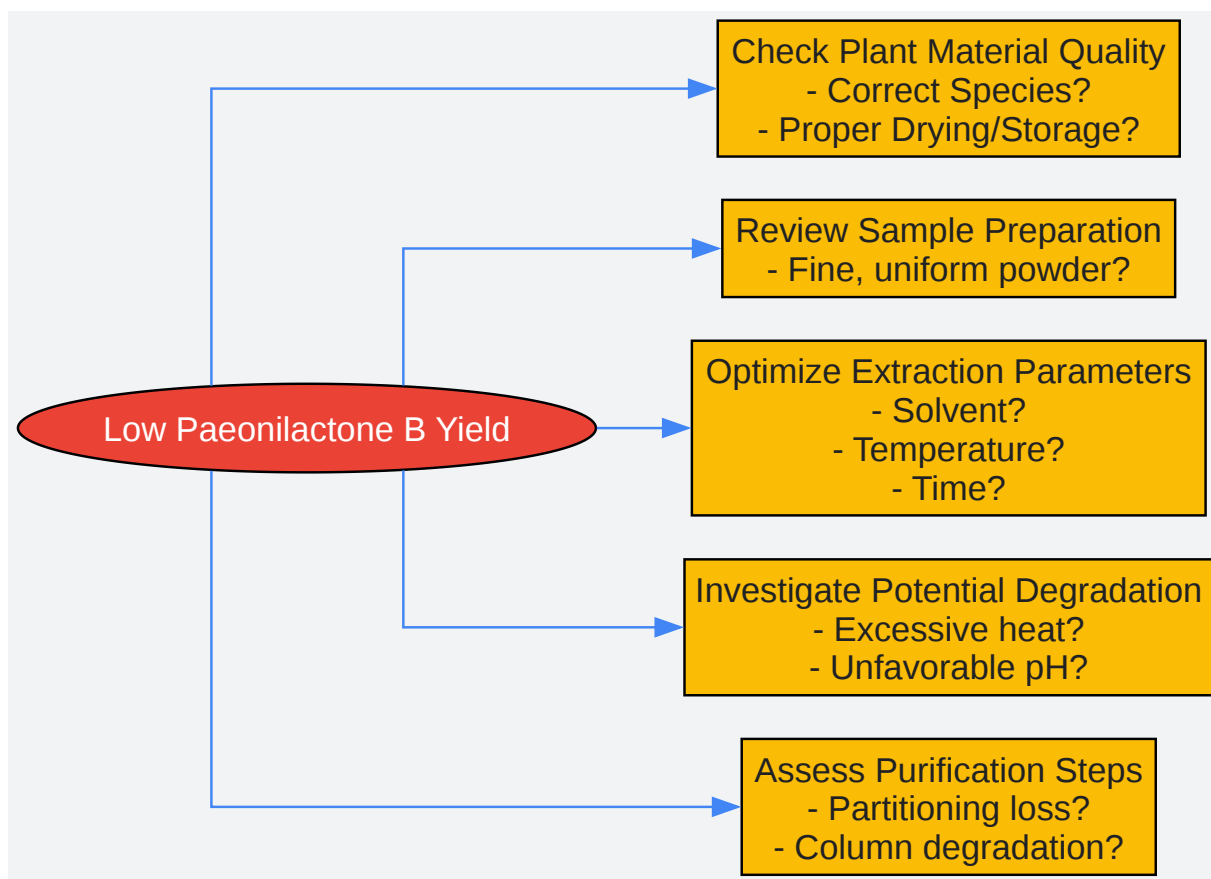 Check Plant Material Quality
- Correct Species?
- Proper Drying/Storage?
Review Sample Preparation
- Fine, uniform powder?
Optimize Extraction Parameters
- Solvent?
- Temperature?
- Time?
Low Paeonilactone B Yield
Investigate Potential Degradation
- Excessive heat?
- Unfavorable pH?
Assess Purification Steps
- Partitioning loss?
- Column degradation?